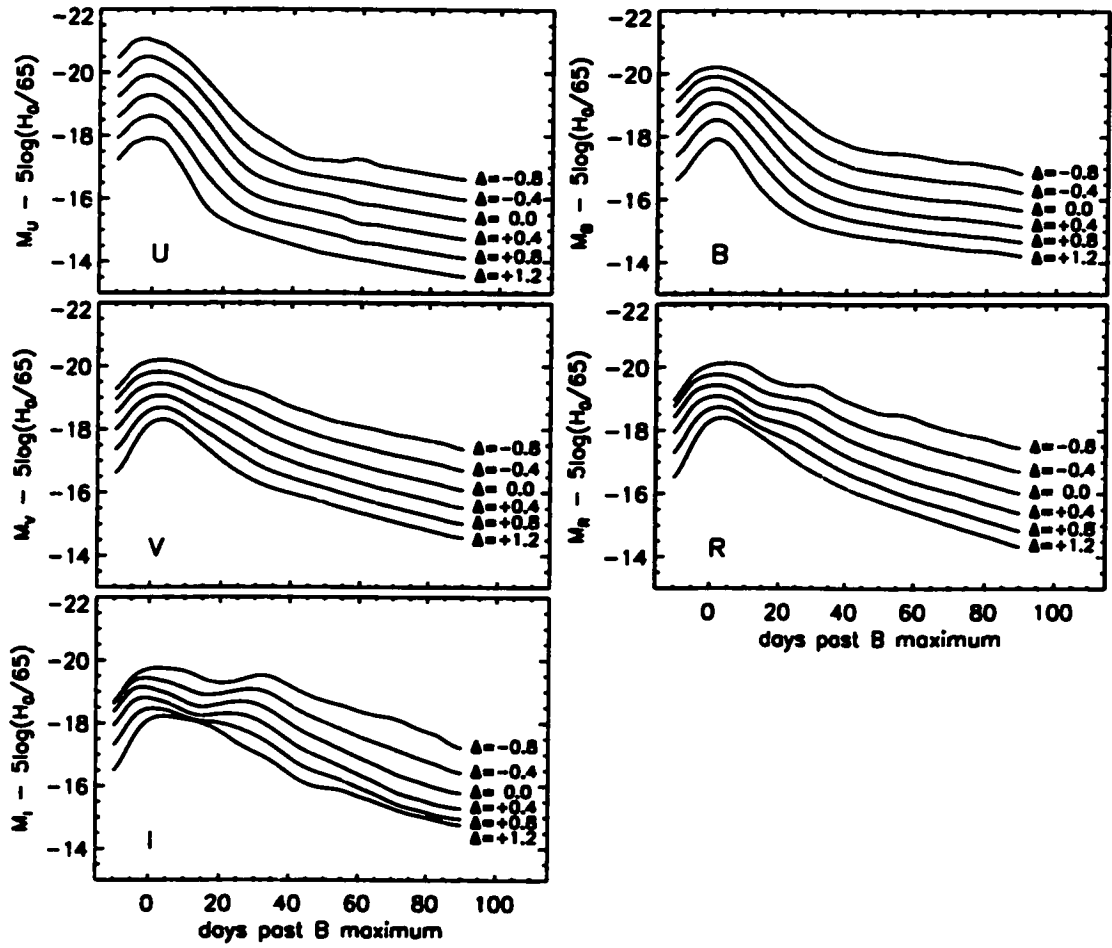 -22
-20
-18
-16
-14
M_U - 5log(H_0/65)
U
Δ=-0.8
Δ=-0.4
Δ= 0.0
Δ=+0.4
Δ=+0.8
Δ=+1.2
-22
-20
-18
-16
-14
M_B - 5log(H_0/65)
B
Δ=-0.8
Δ=-0.4
Δ= 0.0
Δ=+0.4
Δ=+0.8
Δ=+1.2
-22
-20
-18
-16
-14
M_V - 5log(H_0/65)
V
Δ=-0.8
Δ=-0.4
Δ= 0.0
Δ=+0.4
Δ=+0.8
Δ=+1.2
-22
-20
-18
-16
-14
M_R - 5log(H_0/65)
R
Δ=-0.8
Δ=-0.4
Δ= 0.0
Δ=+0.4
Δ=+0.8
Δ=+1.2
0 20 40 60 80 100
days past B maximum
-22
-20
-18
-16
-14
M_I - 5log(H_0/65)
I
Δ=-0.8
Δ=-0.4
Δ= 0.0
Δ=+0.4
Δ=+0.8
Δ=+1.2
0 20 40 60 80 100
days past B maximum